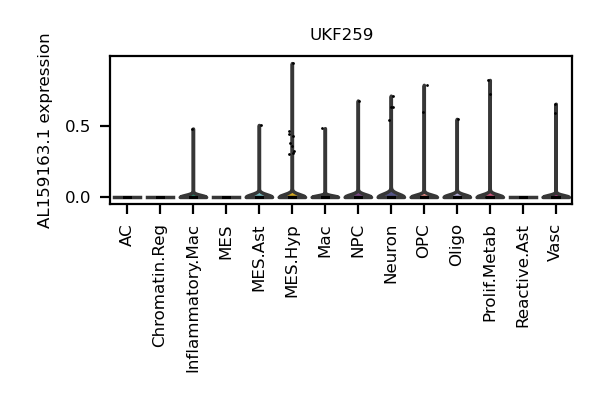 UKF259
AL159163.1 expression
0.5
0.0
AC
Chromatin.Reg
Inflammatory.Mac
MES
MES.Ast
MES.Hyp
Mac
NPC
Neuron
OPC
Oligo
Prolif.Metab
Reactive.Ast
Vasc